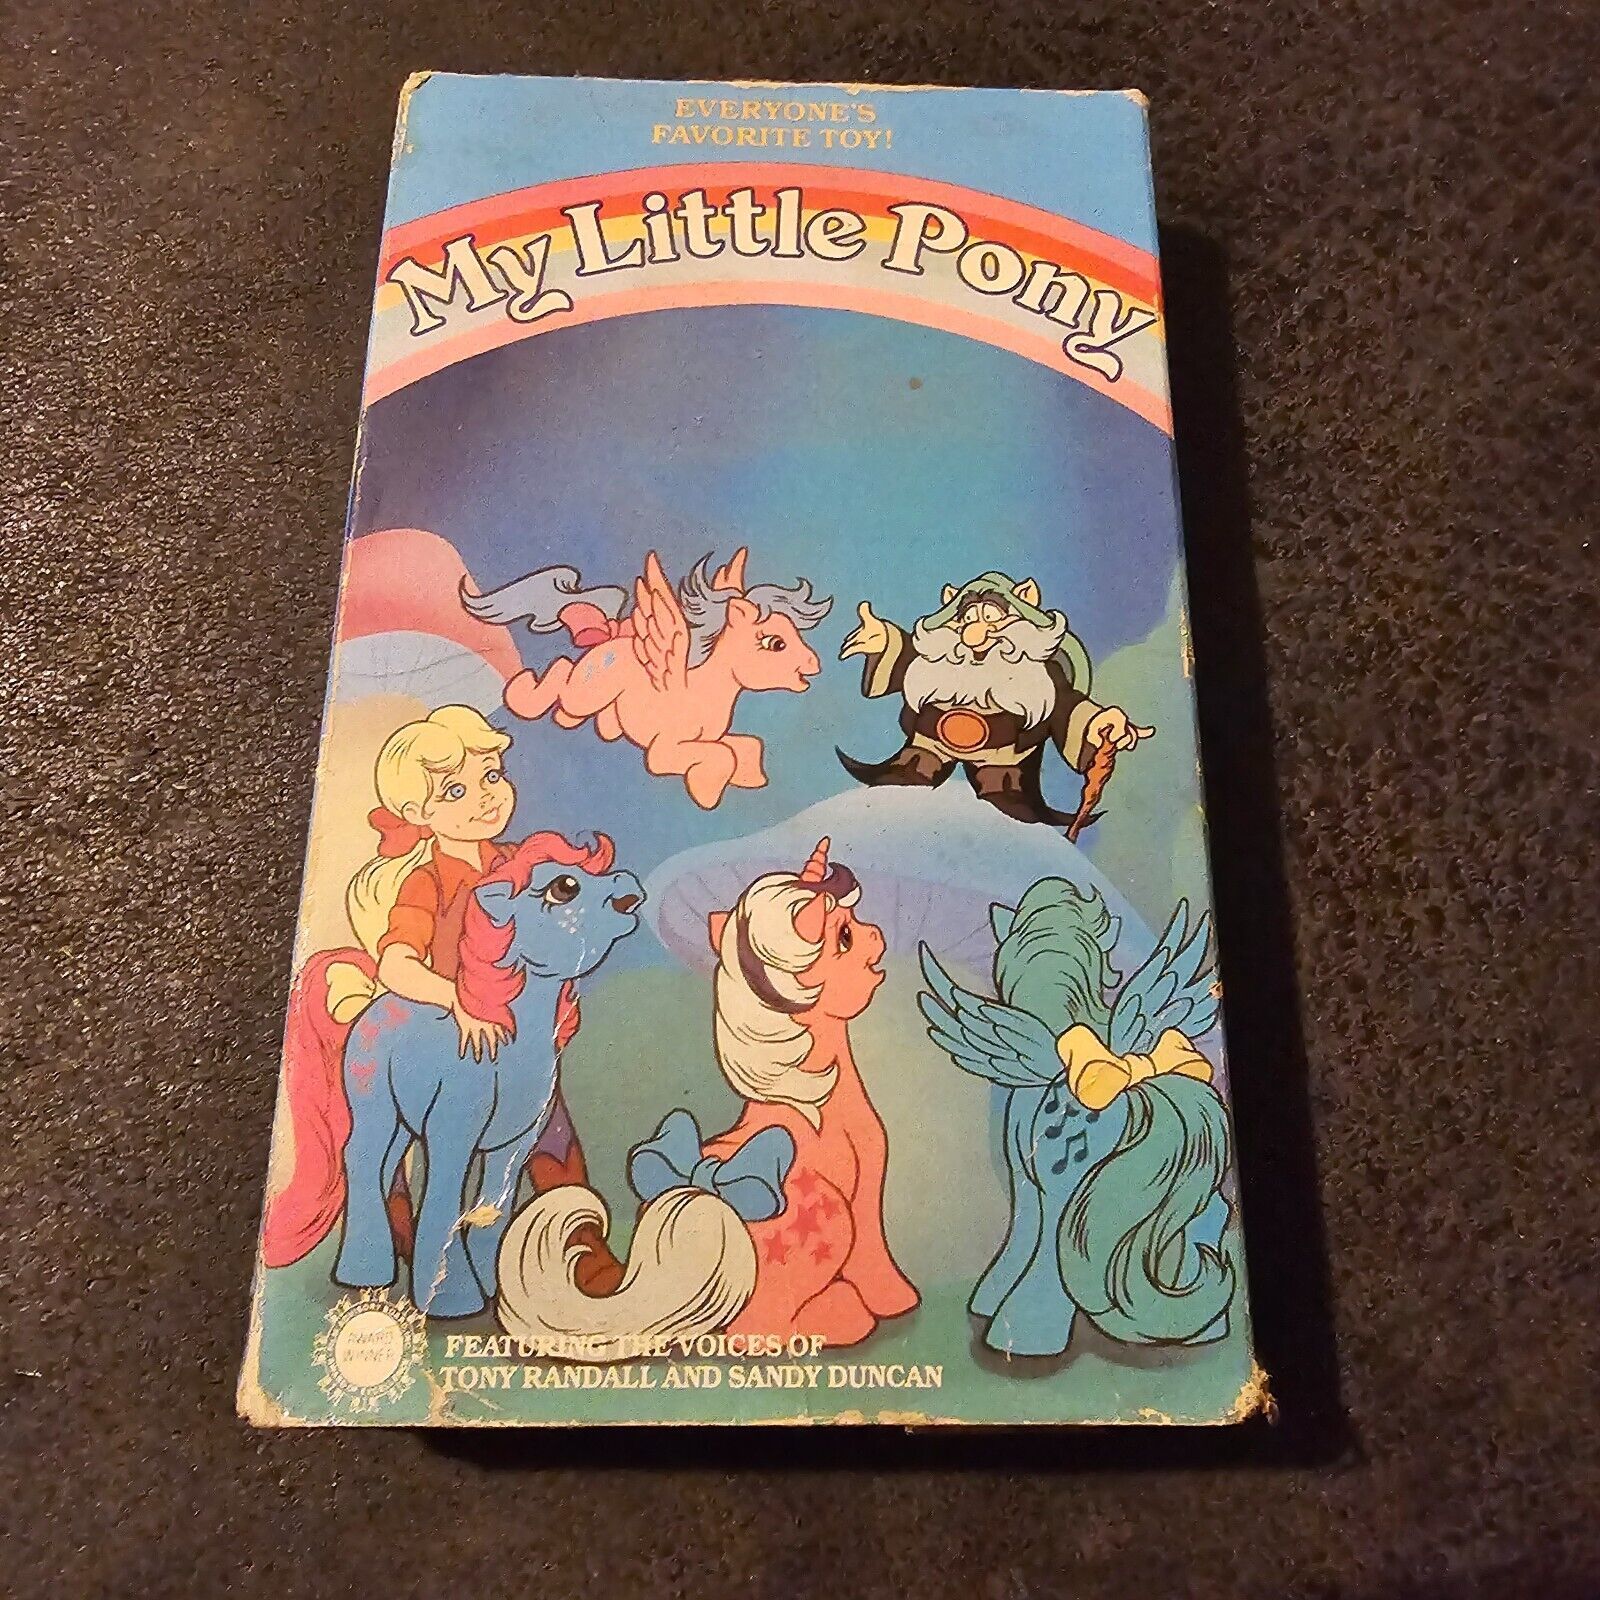 EVERYONE'S
FAVORITE TOY!
My Little Pony
AWARD
WINNER
FEATURING THE VOICES OF
TONY RANDALL AND SANDY DUNCAN